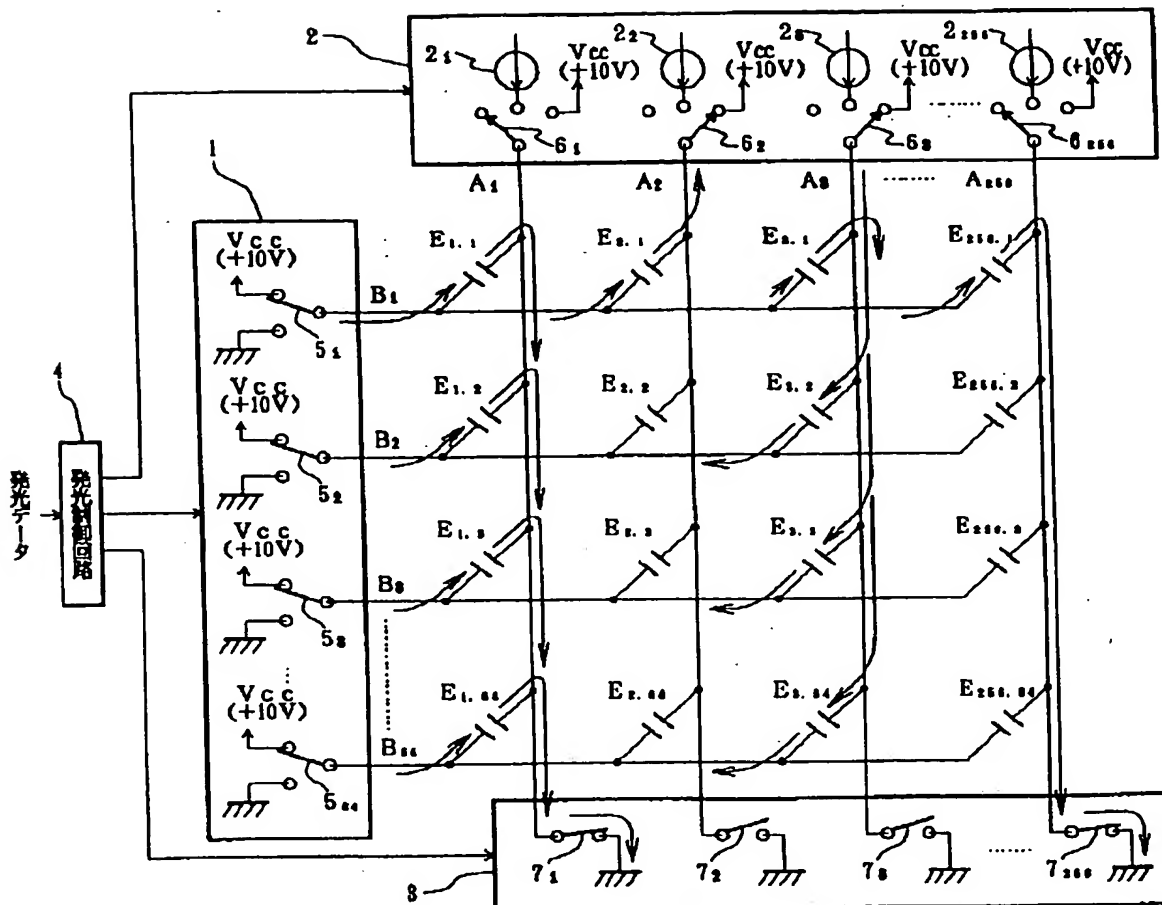 2
2₁
2₂
2₃
2₂₅₆
Vcc
(+10V)
Vcc
(+10V)
Vcc
(+10V)
Vcc
(+10V)
6₁
6₂
6₃
6₂₅₆
A₁
A₂
A₃
A₂₅₆
1
Vcc
(+10V)
5₁
B₁
E₁.₁
E₂.₁
E₃.₁
E₂₅₆.₁
4
発光データ
発光制御回路
Vcc
(+10V)
5₂
B₂
E₁.₂
E₂.₂
E₃.₂
E₂₅₆.₂
Vcc
(+10V)
5₃
B₃
E₁.₃
E₂.₃
E₃.₃
E₂₅₆.₃
Vcc
(+10V)
5₆₄
B₆₄
E₁.₆₄
E₂.₆₄
E₃.₆₄
E₂₅₆.₆₄
3
7₁
7₂
7₃
7₂₅₆